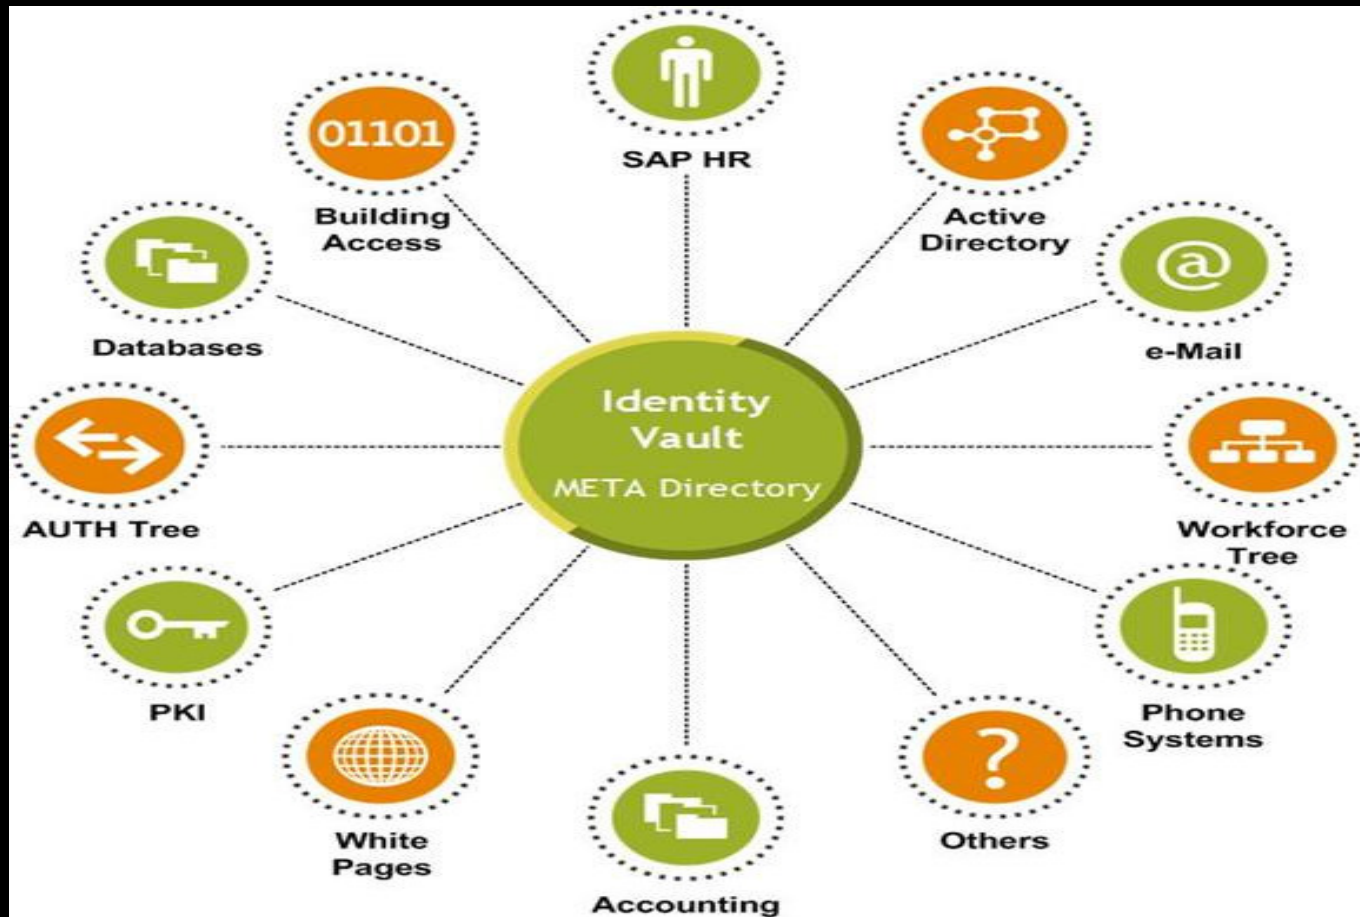 SAP HR
01101
Building
Access
Active
Directory
@
e-Mail
Databases
Identity
Vault
META Directory
AUTH Tree
Workforce
Tree
PKI
Phone
Systems
White
Pages
?
Others
Accounting